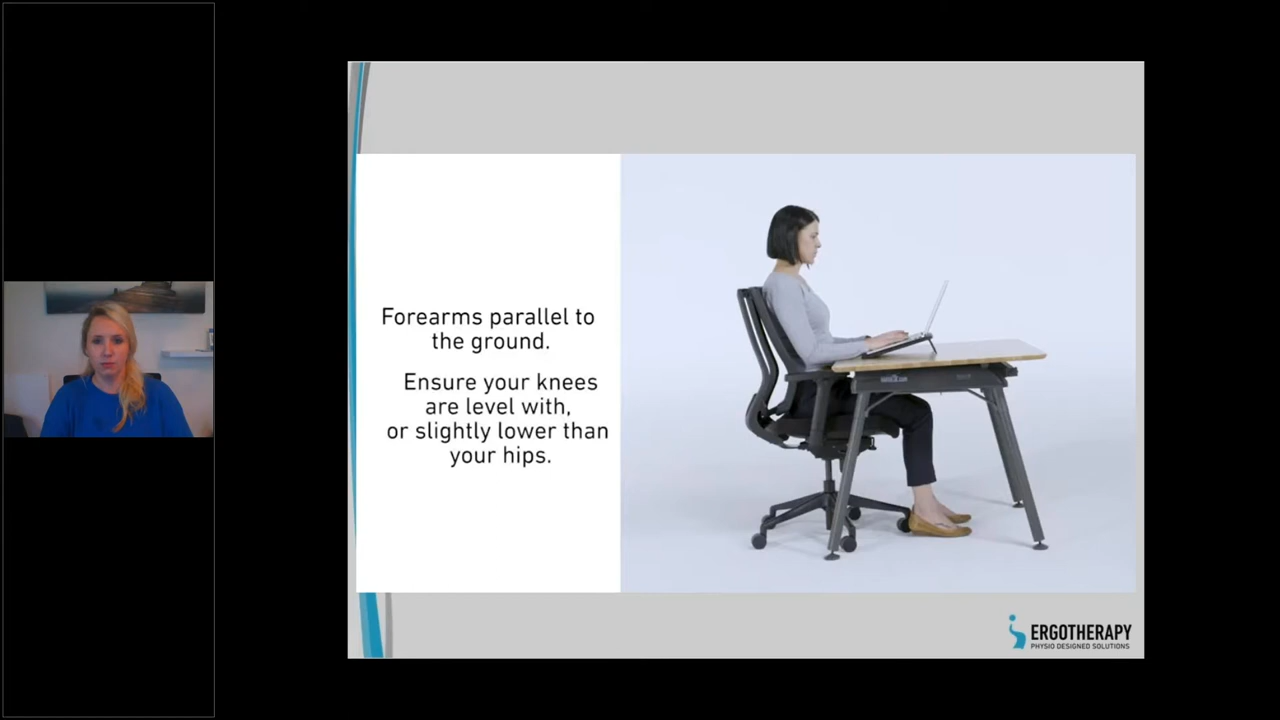 Forearms parallel to
the ground.
Ensure your knees
are level with,
or slightly lower than
your hips.
ERGOTHERAPY
PHYSIO DESIGNED SOLUTIONS